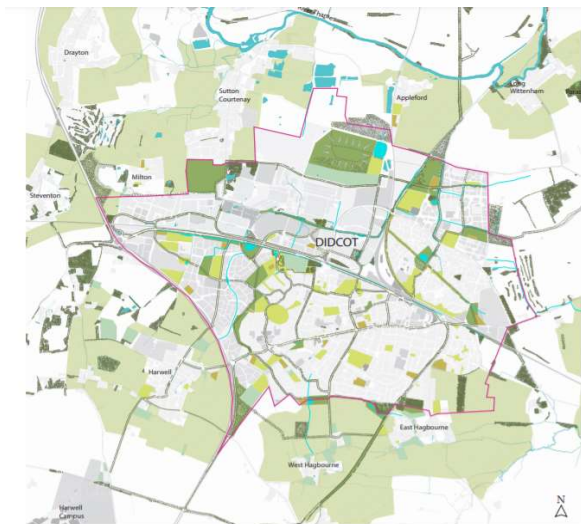 Drayton
Sutton
Courtenay
Appleford
Long
Wittenham
Milton
Steventon
DIDCOT
Harwell
East Hagbourne
West Hagbourne
Harwell
Campus
N